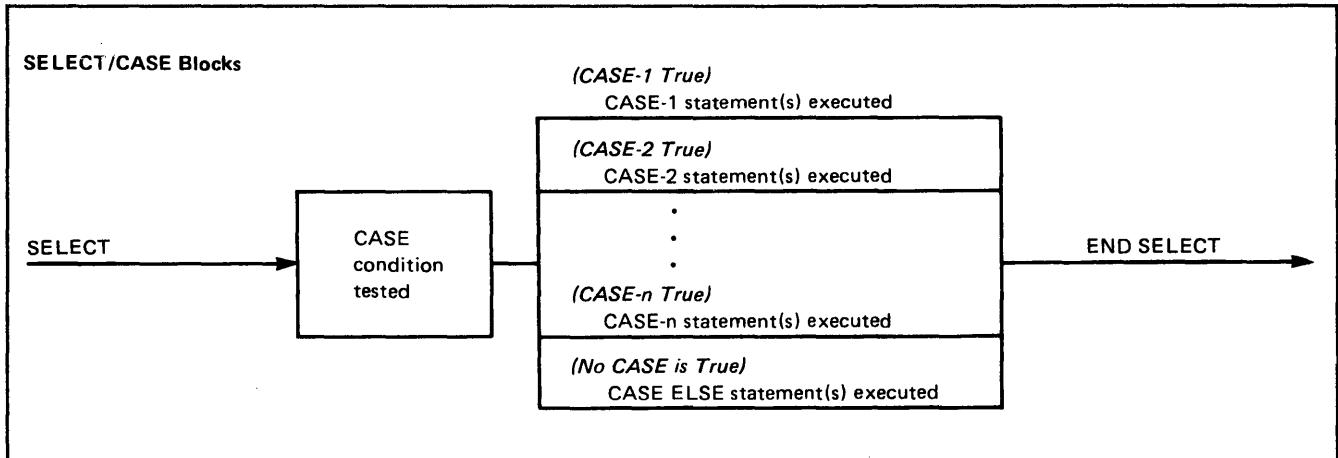 SELECT/CASE Blocks
(CASE-1 True)
CASE-1 statement(s) executed
(CASE-2 True)
CASE-2 statement(s) executed
.
.
.
SELECT
CASE
condition
tested
END SELECT
(CASE-n True)
CASE-n statement(s) executed
(No CASE is True)
CASE ELSE statement(s) executed